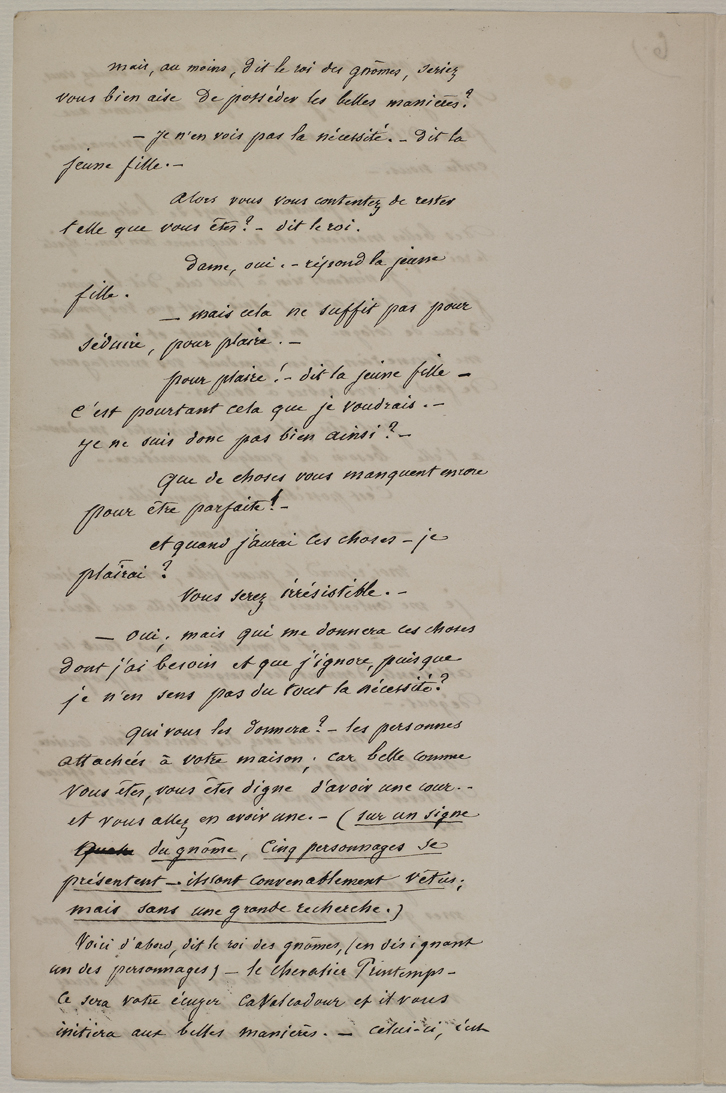 mais, au moins, dit le roi des gnômes, seriez
vous bien aise de posséder les belles manières?
— je n'en vois pas la nécessité. — dit la
jeune fille. —
alors vous vous contentez de rester
telle que vous êtes? — dit le roi.
dame, oui. — répond la jeune
fille.
— mais cela ne suffit pas pour
séduire, pour plaire. —
pour plaire! — dit la jeune fille —
c'est pourtant cela que je voudrais. —
je ne suis donc pas bien ainsi? —
que de choses vous manquent encore
pour être parfaite! —
et quand j'aurai ces choses — je
plairai?
vous serez irrésistible. —
— oui, mais qui me donnera ces choses
dont j'ai besoin et que j'ignore, puisque
je n'en sens pas du tout la nécessité?
qui vous les donnera? — les personnes
attachées à votre maison; car belle comme
vous êtes, vous êtes digne d'avoir une cour. —
et vous allez en avoir une. — (sur un signe
du gnôme, cinq personnages se
présentent — ils sont convenablement vêtus;
mais sans une grande recherche.)
Voici d'abord, dit le roi des gnômes, (en désignant
un des personnages) — le chevalier Printemps —
ce sera votre écuyer cavalcadour et il vous
initiera aux belles manières. — celui-ci, c'est